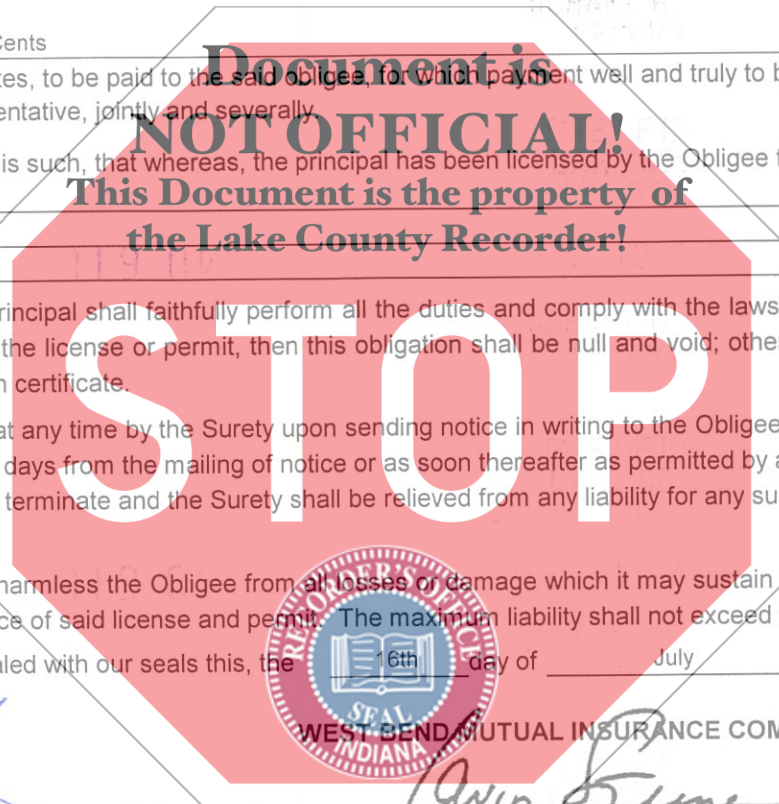 Cents
Document is
tes, to be paid to the said obligee, for which payment well and truly to b
entative, jointly and severally.
NOT OFFICIAL!
is such, that whereas, the principal has been licensed by the Obligee f
This Document is the property of
the Lake County Recorder!
rincipal shall faithfully perform all the duties and comply with the laws
the license or permit, then this obligation shall be null and void; other
n certificate.
STOP
at any time by the Surety upon sending notice in writing to the Obligee
days from the mailing of notice or as soon thereafter as permitted by a
terminate and the Surety shall be relieved from any liability for any su
harmless the Obligee from all losses or damage which it may sustain
ce of said license and permit. The maximum liability shall not exceed
RECORDER'S OFFICE
aled with our seals this, the 16th day of July
SEAL
INDIANA
WEST BEND MUTUAL INSURANCE COM